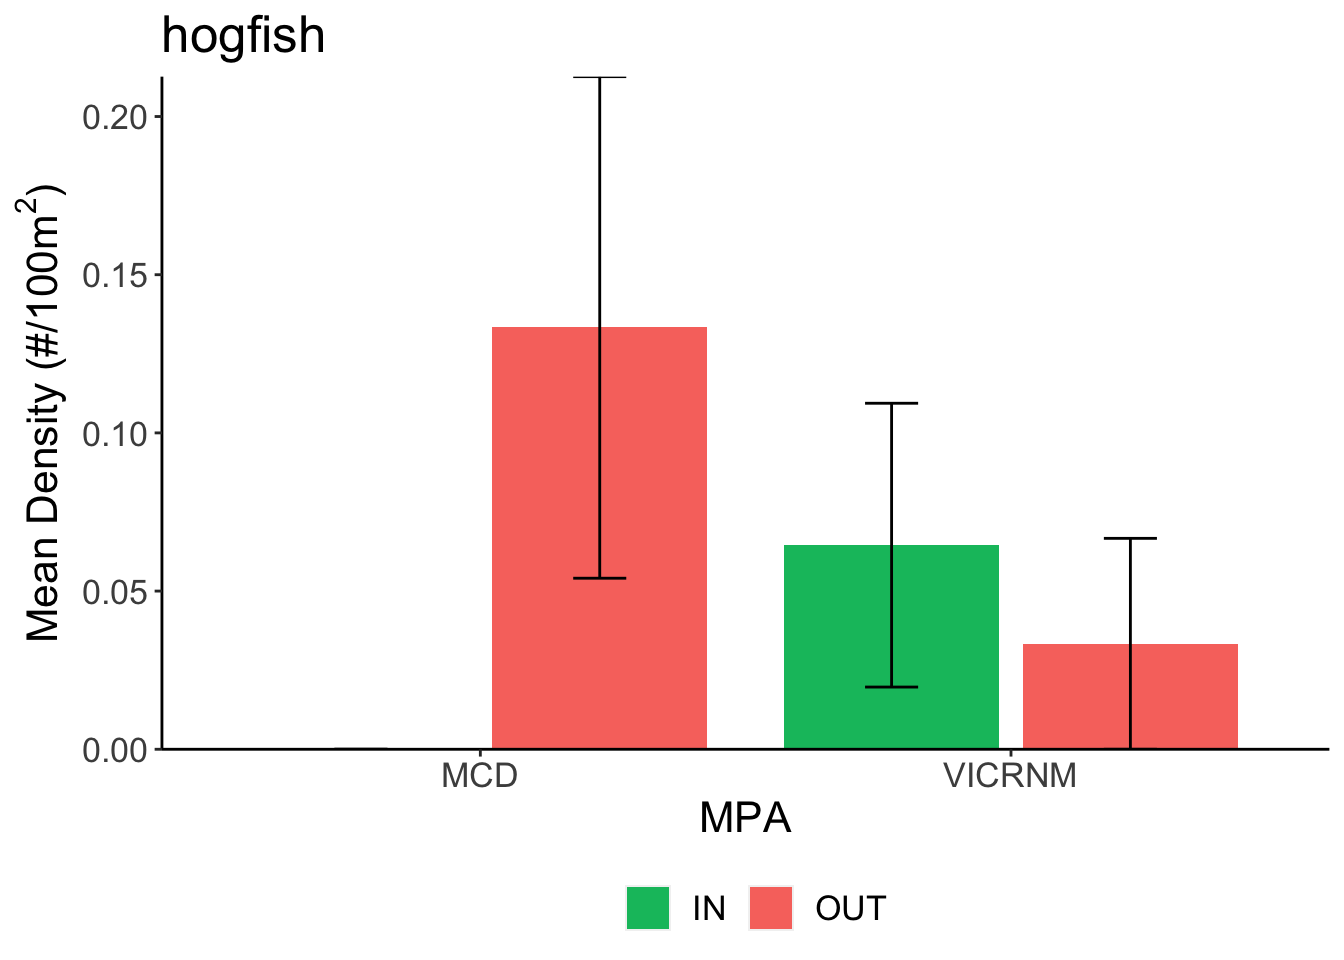 hogfish
Mean Density (#/100m²)
0.20
0.15
0.10
0.05
0.00
MCD VICRNM
MPA
IN OUT